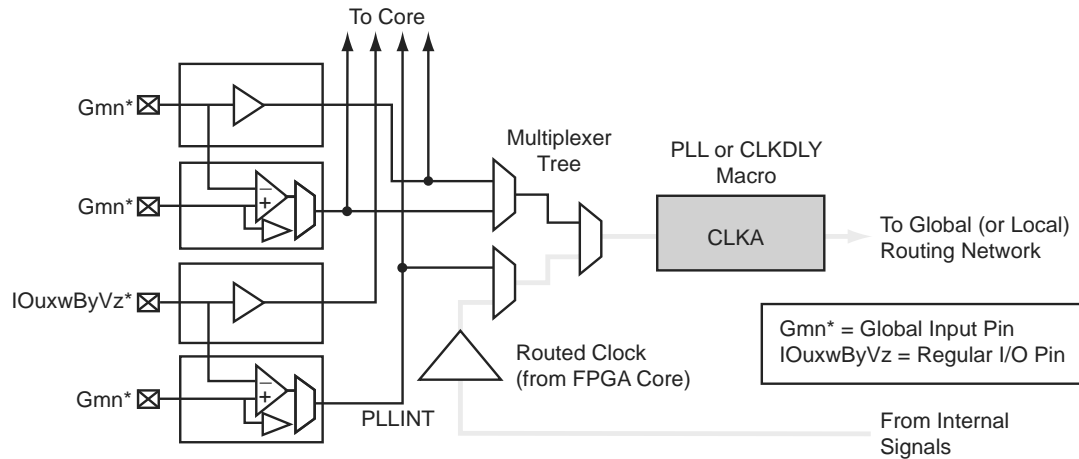 To Core
Gmn*
Multiplexer
Tree
PLL or CLKDLY
Macro
Gmn*
−
+
CLKA
To Global (or Local)
Routing Network
IOuxwByVz*
Gmn* = Global Input Pin
IOuxwByVz = Regular I/O Pin
Routed Clock
(from FPGA Core)
Gmn*
−
+
PLLINT
From Internal
Signals